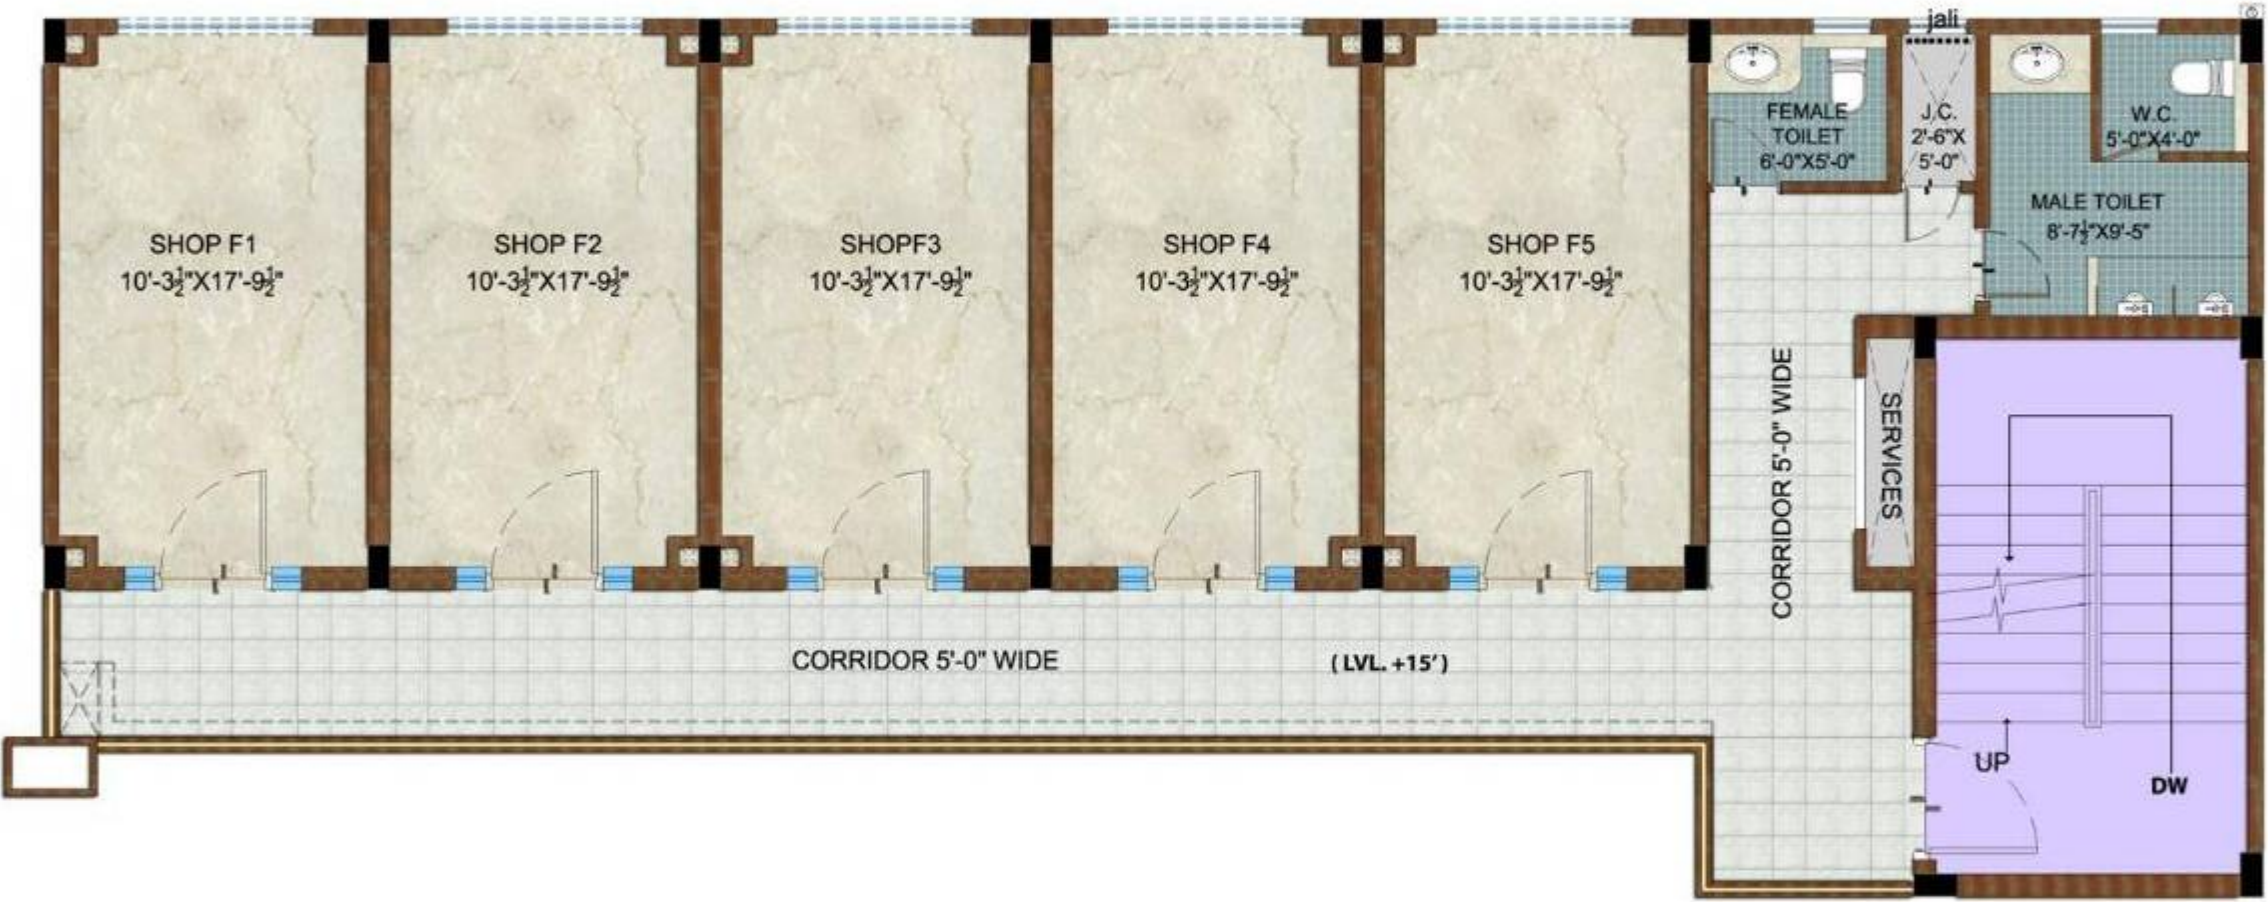 jali
FEMALE
TOILET
6'-0"X5'-0"
J.C.
2'-6"X
5'-0"
W.C.
5'-0"X4'-0"
MALE TOILET
8'-7½"X9'-5"
SHOP F1
10'-3½"X17'-9½"
SHOP F2
10'-3½"X17'-9½"
SHOPF3
10'-3½"X17'-9½"
SHOP F4
10'-3½"X17'-9½"
SHOP F5
10'-3½"X17'-9½"
CORRIDOR 5'-0" WIDE
SERVICES
CORRIDOR 5'-0" WIDE
( LVL. +15' )
UP
DW